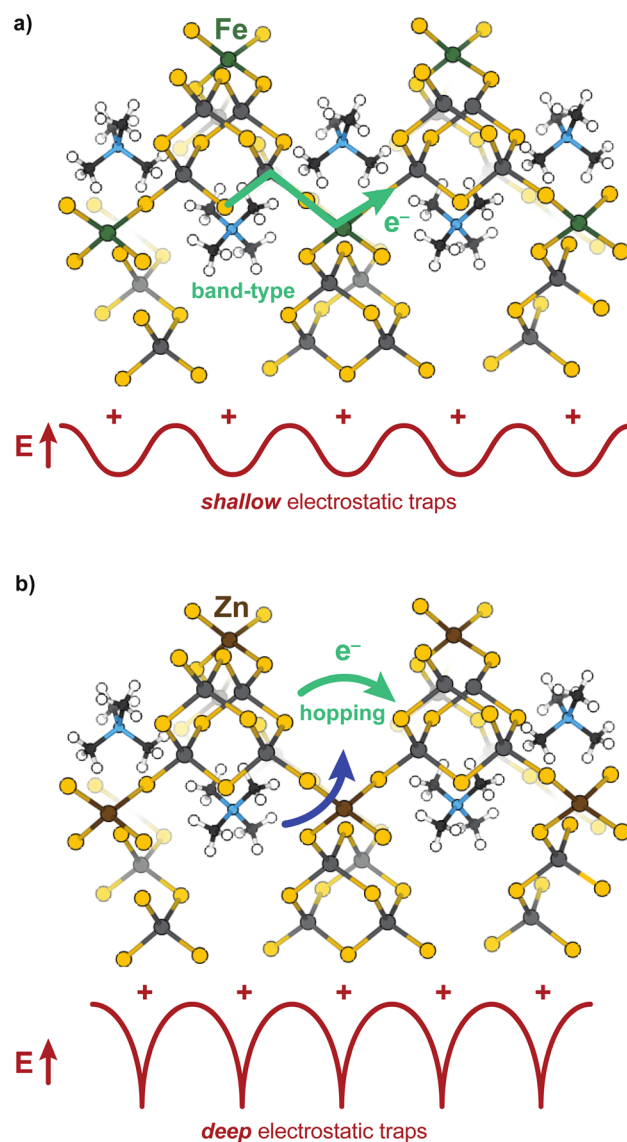 a)
Fe
e⁻
band-type
+ + + + +
E
shallow electrostatic traps
b)
Zn
e⁻
hopping
+ + + + +
E
deep electrostatic traps